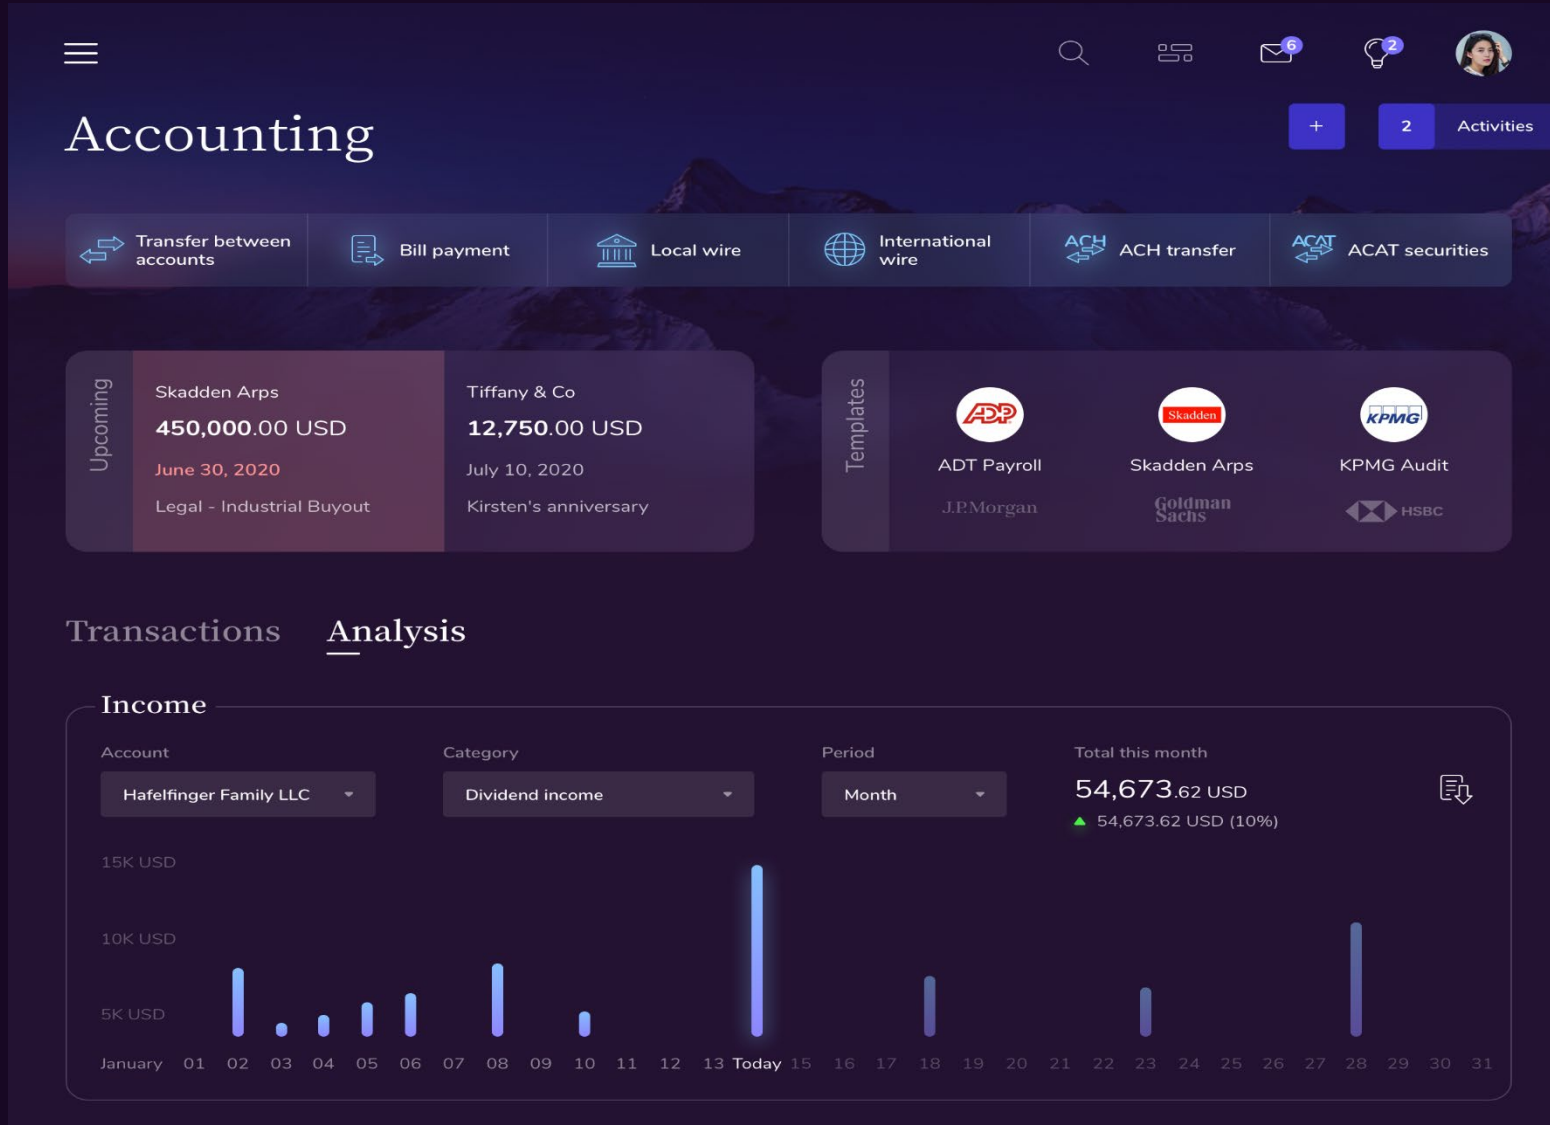 6
2
Accounting
+
2
Activities
Transfer between
accounts
Bill payment
Local wire
International
wire
ACH
ACH transfer
ACAT
ACAT securities
Upcoming
Skadden Arps
450,000.00 USD
June 30, 2020
Legal - Industrial Buyout
Tiffany & Co
12,750.00 USD
July 10, 2020
Kirsten's anniversary
Templates
ADP
ADT Payroll
J.P.Morgan
Skadden
Skadden Arps
Goldman
Sachs
KPMG
KPMG Audit
HSBC
Transactions
Analysis
Income
Account
Hafelfinger Family LLC
Category
Dividend income
Period
Month
Total this month
54,673.62 USD
54,673.62 USD (10%)
15K USD
10K USD
5K USD
January 01 02 03 04 05 06 07 08 09 10 11 12 13 Today 15 16 17 18 19 20 21 22 23 24 25 26 27 28 29 30 31